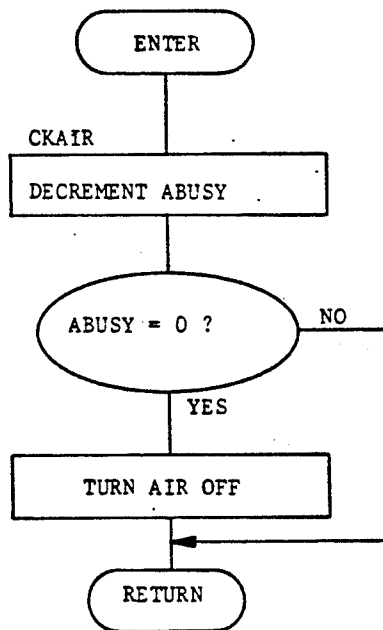 ENTER
CKAIR
DECREMENT ABUSY
ABUSY = 0 ?
NO
YES
TURN AIR OFF
RETURN